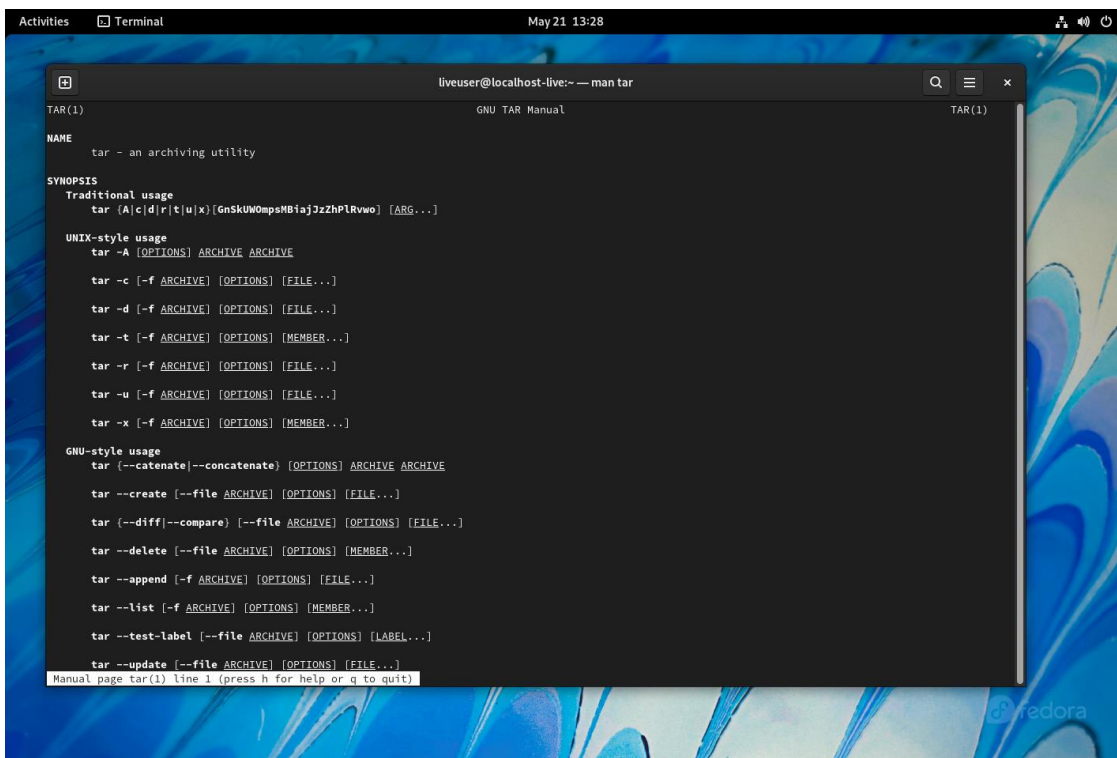 Activities Terminal May 21 13:28
liveuser@localhost-live:~ — man tar
TAR(1) GNU TAR Manual TAR(1)
NAME
tar - an archiving utility
SYNOPSIS
Traditional usage
tar {A|c|d|r|t|u|x}[GnSkUWOmpsMBiajJzZhPlRvwo] [ARG...]
UNIX-style usage
tar -A [OPTIONS] ARCHIVE ARCHIVE
tar -c [-f ARCHIVE] [OPTIONS] [FILE...]
tar -d [-f ARCHIVE] [OPTIONS] [FILE...]
tar -t [-f ARCHIVE] [OPTIONS] [MEMBER...]
tar -r [-f ARCHIVE] [OPTIONS] [FILE...]
tar -u [-f ARCHIVE] [OPTIONS] [FILE...]
tar -x [-f ARCHIVE] [OPTIONS] [MEMBER...]
GNU-style usage
tar {--catenate|--concatenate} [OPTIONS] ARCHIVE ARCHIVE
tar --create [--file ARCHIVE] [OPTIONS] [FILE...]
tar {--diff|--compare} [--file ARCHIVE] [OPTIONS] [FILE...]
tar --delete [--file ARCHIVE] [OPTIONS] [MEMBER...]
tar --append [-f ARCHIVE] [OPTIONS] [FILE...]
tar --list [-f ARCHIVE] [OPTIONS] [MEMBER...]
tar --test-label [--file ARCHIVE] [OPTIONS] [LABEL...]
tar --update [--file ARCHIVE] [OPTIONS] [FILE...]
Manual page tar(1) line 1 (press h for help or q to quit)
fedora